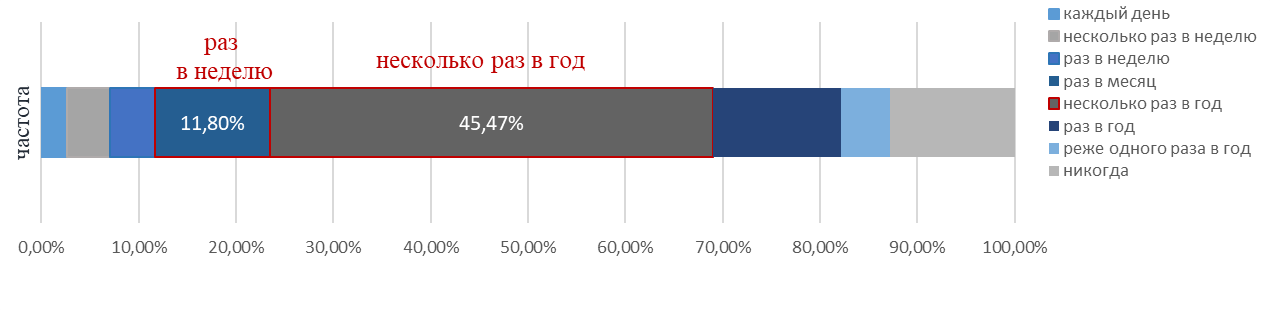 раз
в неделю
несколько раз в год
частота
11,80%
45,47%
0,00% 10,00% 20,00% 30,00% 40,00% 50,00% 60,00% 70,00% 80,00% 90,00% 100,00%
каждый день
несколько раз в неделю
раз в неделю
раз в месяц
несколько раз в год
раз в год
реже одного раза в год
никогда